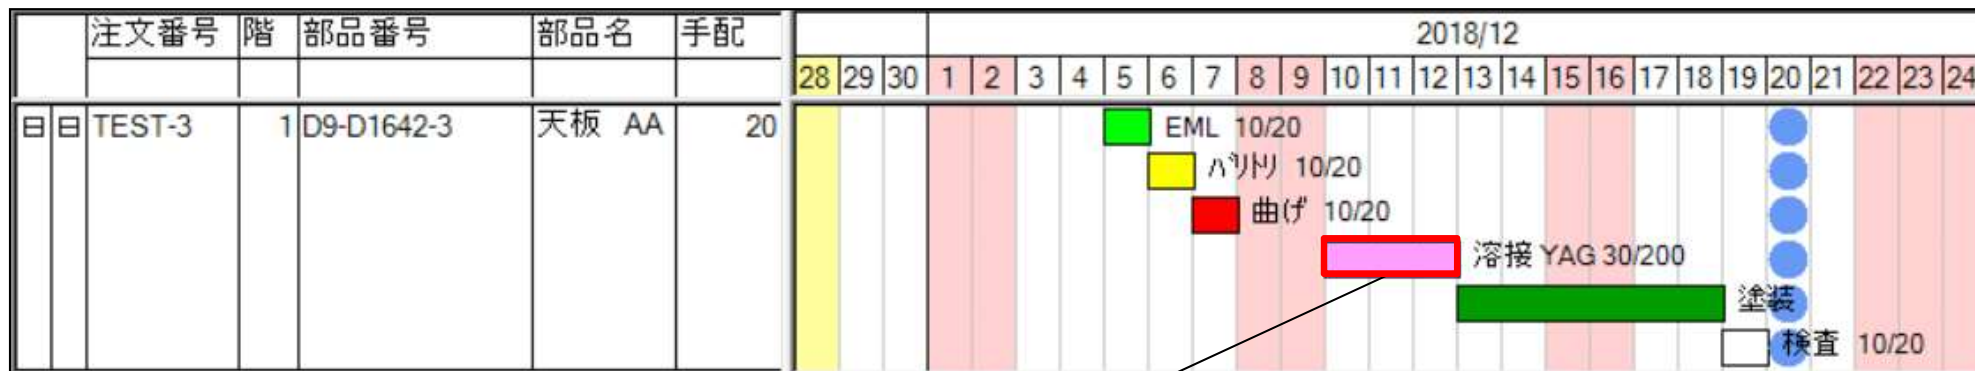 注文番号 階 部品番号 部品名 手配
2018/12
28 29 30 1 2 3 4 5 6 7 8 9 10 11 12 13 14 15 16 17 18 19 20 21 22 23 24
日 日 TEST-3 1 D9-D1642-3 天板 AA 20
EML 10/20
ﾊﾞﾘﾄﾘ 10/20
曲げ 10/20
溶接 YAG 30/200
塗装
検査 10/20